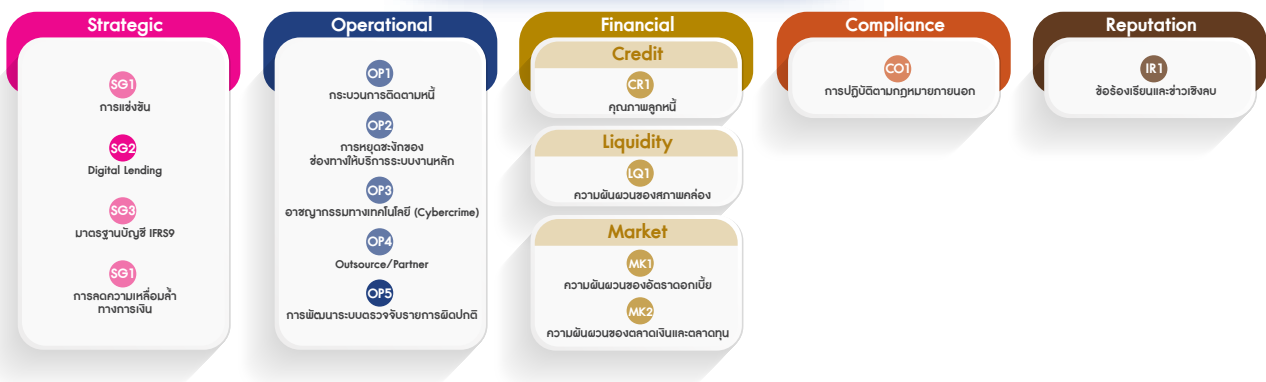 Strategic
SG1
การแข่งขัน
SG2
Digital Lending
SG3
มาตรฐานบัญชี IFRS9
SG1
การลดความเหลื่อมล้ำ
ทางการเงิน
Operational
OP1
กระบวนการติดตามหนี้
OP2
การหยุดชะงักของ
ช่องทางให้บริการระบบงานหลัก
OP3
อาชญากรรมทางเทคโนโลยี (Cybercrime)
OP4
Outsource/Partner
OP5
การพัฒนาระบบตรวจจับรายการผิดปกติ
Financial
Credit
CR1
คุณภาพลูกหนี้
Liquidity
LQ1
ความผันผวนของสภาพคล่อง
Market
MK1
ความผันผวนของอัตราดอกเบี้ย
MK2
ความผันผวนของตลาดเงินและตลาดทุน
Compliance
CO1
การปฏิบัติตามกฎหมายภายนอก
Reputation
IR1
ข้อร้องเรียนและข่าวเชิงลบ